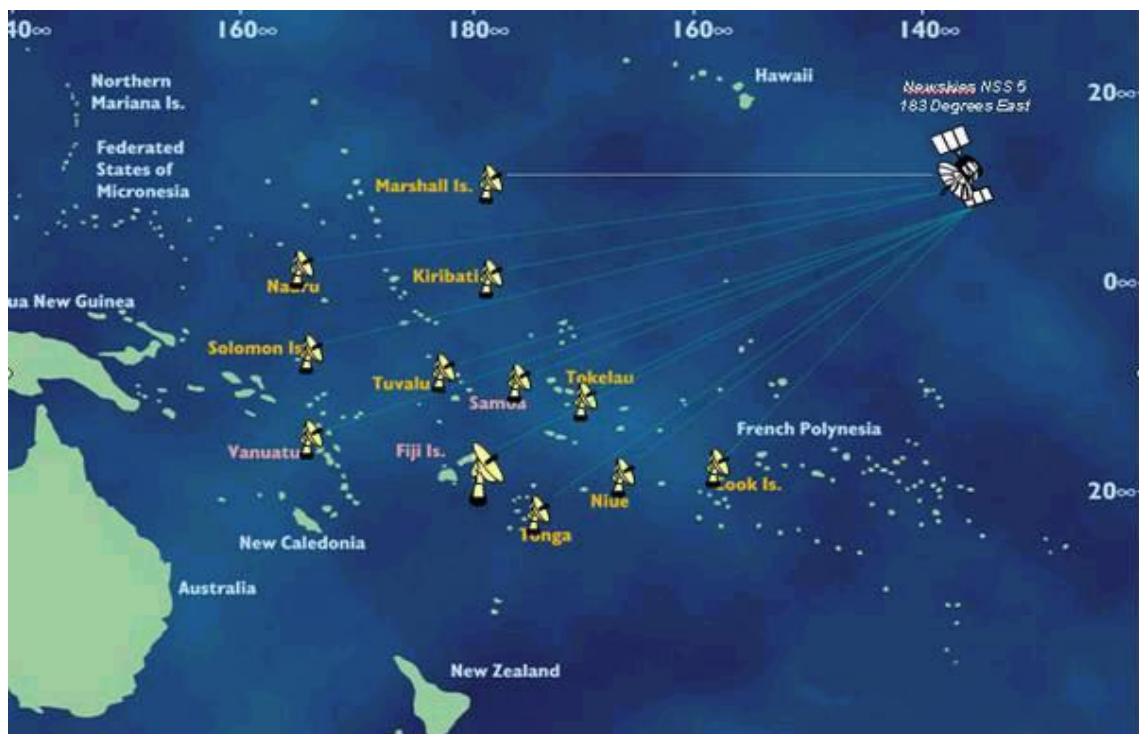 40∞ 160∞ 180∞ 160∞ 140∞
Northern
Mariana Is.
Hawaii
Newskies NSS 5
183 Degrees East
20∞
Federated
States of
Micronesia
Marshall Is.
Nauru
Kiribati
0∞
ua New Guinea
Solomon Is.
Tuvalu
Tokelau
Samoa
French Polynesia
Vanuatu
Fiji Is.
Cook Is.
20∞
Niue
Tonga
New Caledonia
Australia
New Zealand